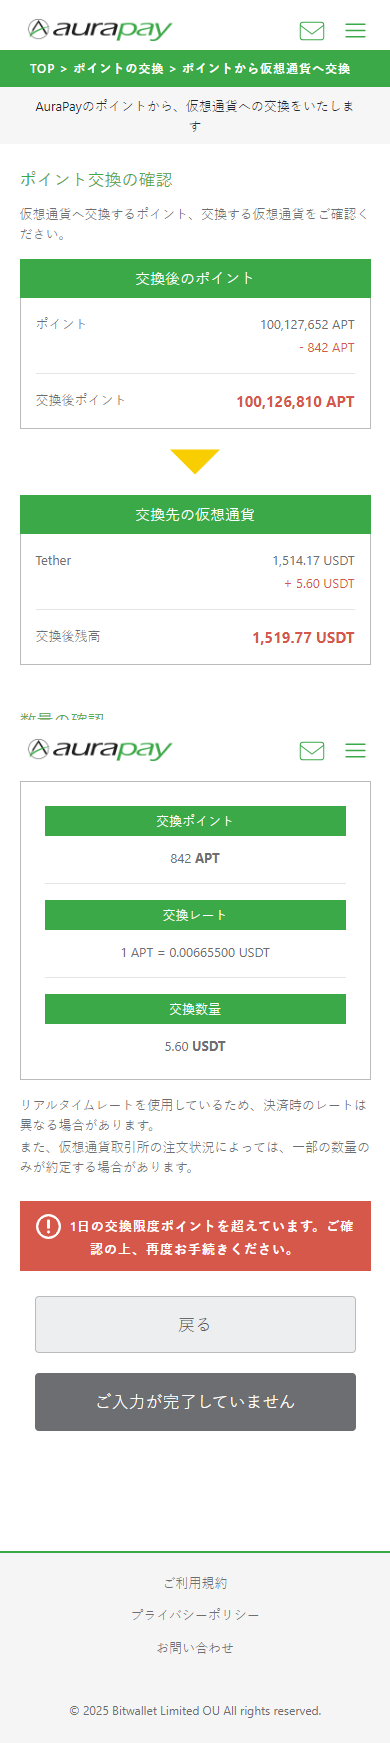 aurapay
TOP > ポイントの交換 > ポイントから仮想通貨へ交換
AuraPayのポイントから、仮想通貨への交換をいたしま
す
ポイント交換の確認
仮想通貨へ交換するポイント、交換する仮想通貨をご確認く
ださい。
交換後のポイント
ポイント 100,127,652 APT
- 842 APT
交換後ポイント 100,126,810 APT
交換先の仮想通貨
Tether 1,514.17 USDT
+ 5.60 USDT
交換後残高 1,519.77 USDT
数量の確認
aurapay
交換ポイント
842 APT
交換レート
1 APT = 0.00665500 USDT
交換数量
5.60 USDT
リアルタイムレートを使用しているため、決済時のレートは
異なる場合があります。
また、仮想通貨取引所の注文状況によっては、一部の数量の
みが約定する場合があります。
1日の交換限度ポイントを超えています。ご確
認の上、再度お手続きください。
戻る
ご入力が完了していません
ご利用規約
プライバシーポリシー
お問い合わせ
© 2025 Bitwallet Limited OU All rights reserved.